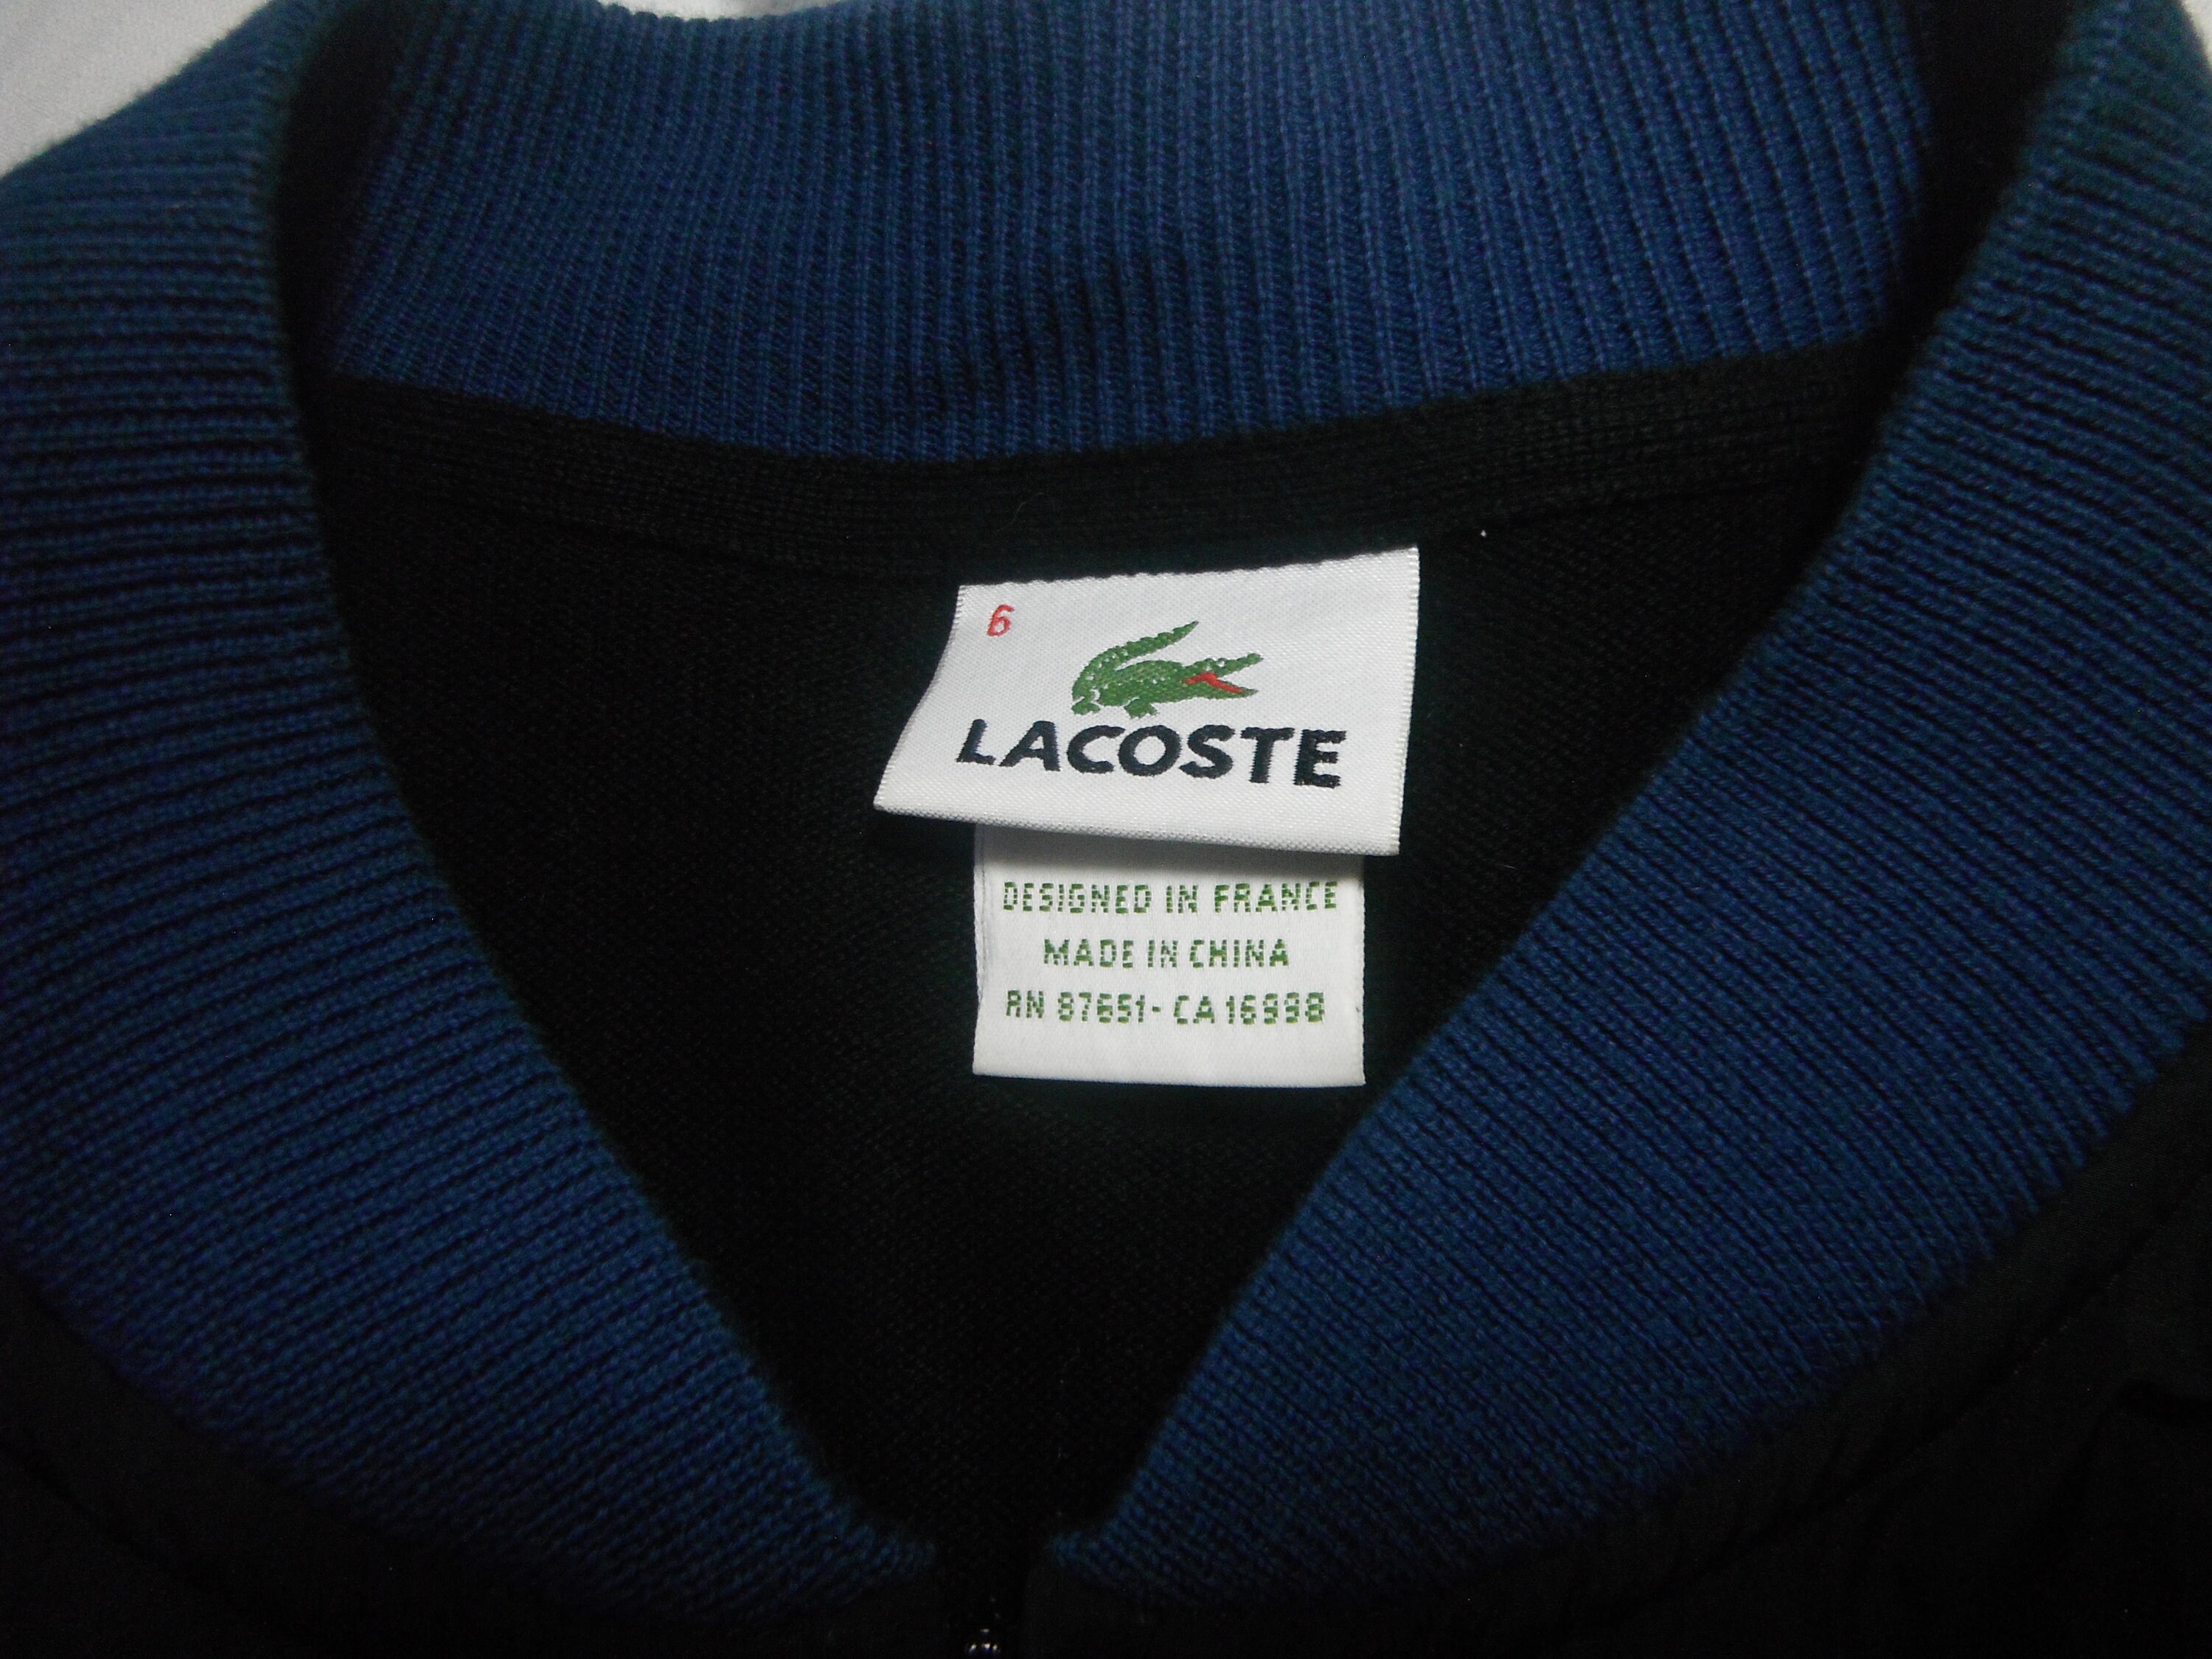 6
LACOSTE
DESIGNED IN FRANCE
MADE IN CHINA
RN 87651- CA 16998